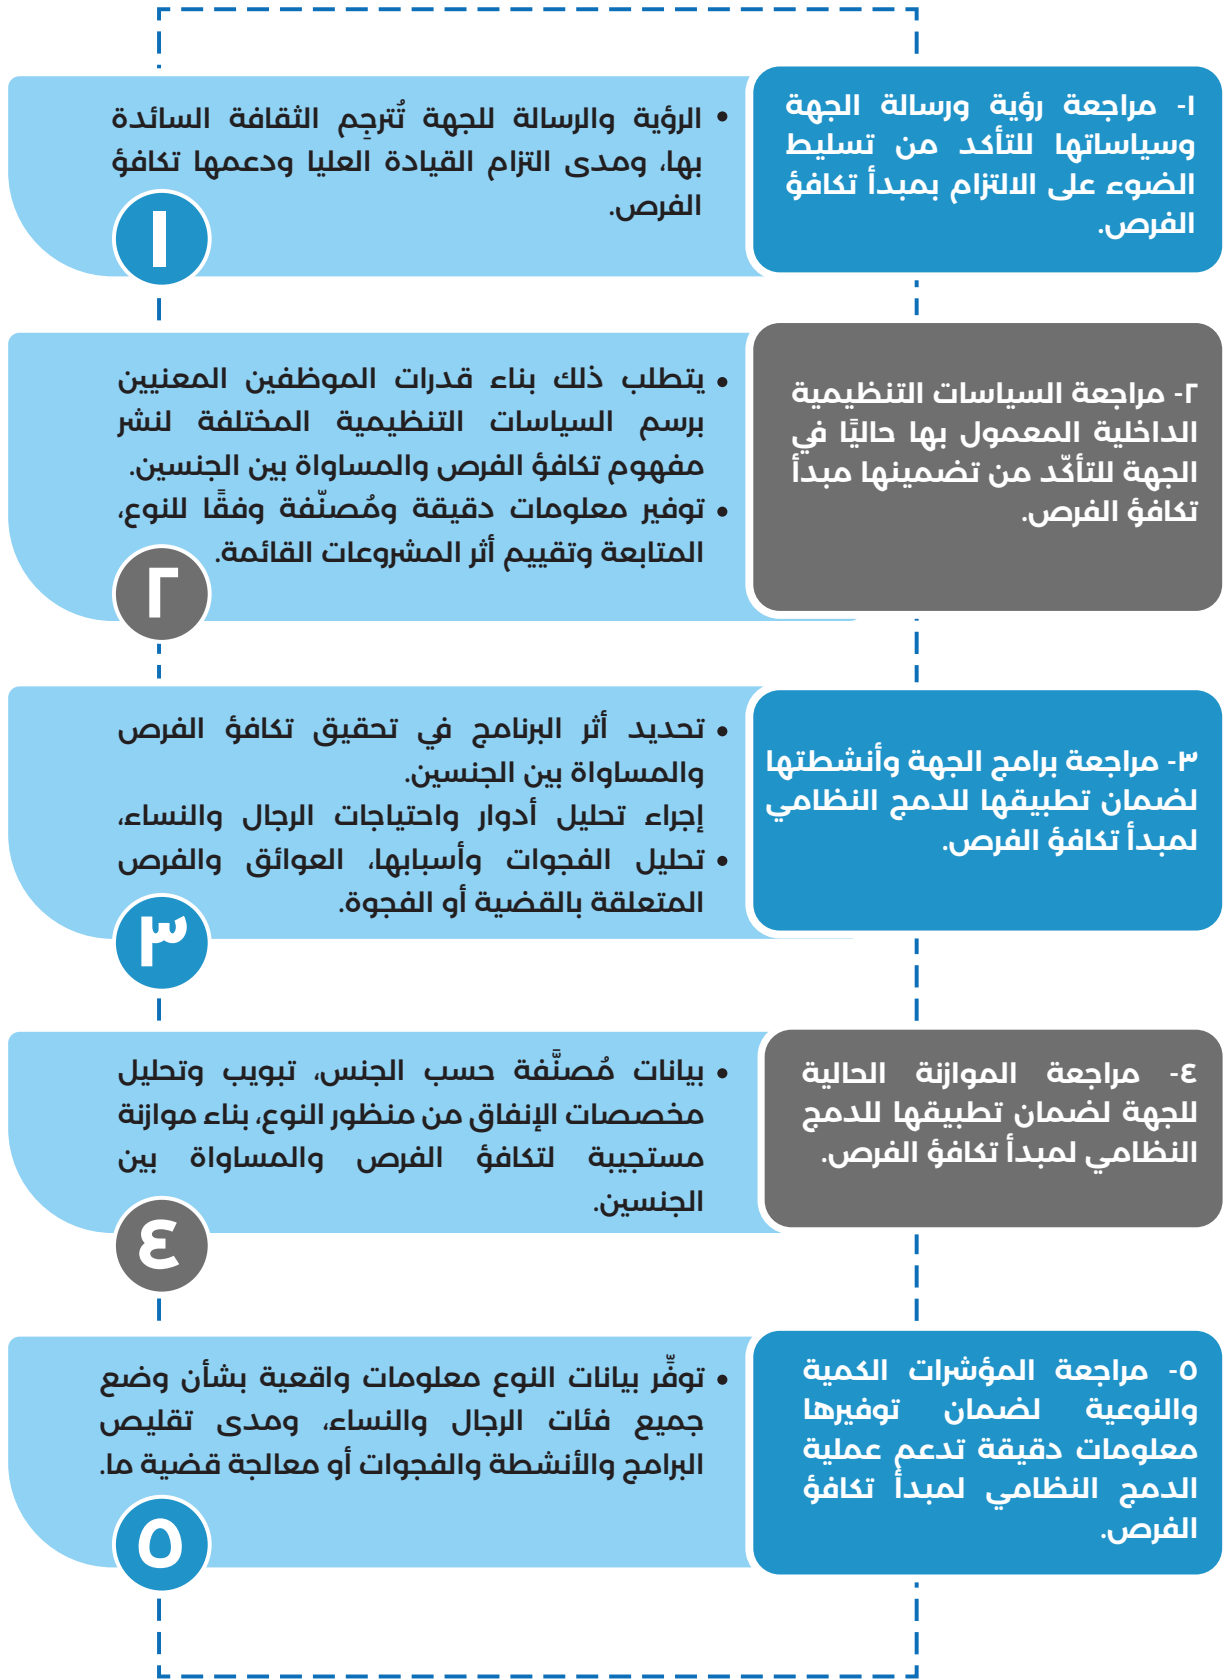 ١- مراجعة رؤية ورسالة الجهة
وسياساتها للتأكد من تسليط
الضوء على الالتزام بمبدأ تكافؤ
الفرص.
• الرؤية والرسالة للجهة تُترجِم الثقافة السائدة
بها، ومدى التزام القيادة العليا ودعمها تكافؤ
الفرص.
١
٢- مراجعة السياسات التنظيمية
الداخلية المعمول بها حاليًا في
الجهة للتأكّد من تضمينها مبدأ
تكافؤ الفرص.
• يتطلب ذلك بناء قدرات الموظفين المعنيين
برسم السياسات التنظيمية المختلفة لنشر
مفهوم تكافؤ الفرص والمساواة بين الجنسين.
• توفير معلومات دقيقة ومُصنّفة وفقًا للنوع،
المتابعة وتقييم أثر المشروعات القائمة.
٢
٣- مراجعة برامج الجهة وأنشطتها
لضمان تطبيقها للدمج النظامي
لمبدأ تكافؤ الفرص.
• تحديد أثر البرنامج في تحقيق تكافؤ الفرص
والمساواة بين الجنسين.
إجراء تحليل أدوار واحتياجات الرجال والنساء،
• تحليل الفجوات وأسبابها، العوائق والفرص
المتعلقة بالقضية أو الفجوة.
٣
٤- مراجعة الموازنة الحالية
للجهة لضمان تطبيقها للدمج
النظامي لمبدأ تكافؤ الفرص.
• بيانات مُصنَّفة حسب الجنس، تبويب وتحليل
مخصصات الإنفاق من منظور النوع، بناء موازنة
مستجيبة لتكافؤ الفرص والمساواة بين
الجنسين.
٤
٥- مراجعة المؤشرات الكمية
والنوعية لضمان توفيرها
معلومات دقيقة تدعم عملية
الدمج النظامي لمبدأ تكافؤ
الفرص.
• توفِّر بيانات النوع معلومات واقعية بشأن وضع
جميع فئات الرجال والنساء، ومدى تقليص
البرامج والأنشطة والفجوات أو معالجة قضية ما.
٥